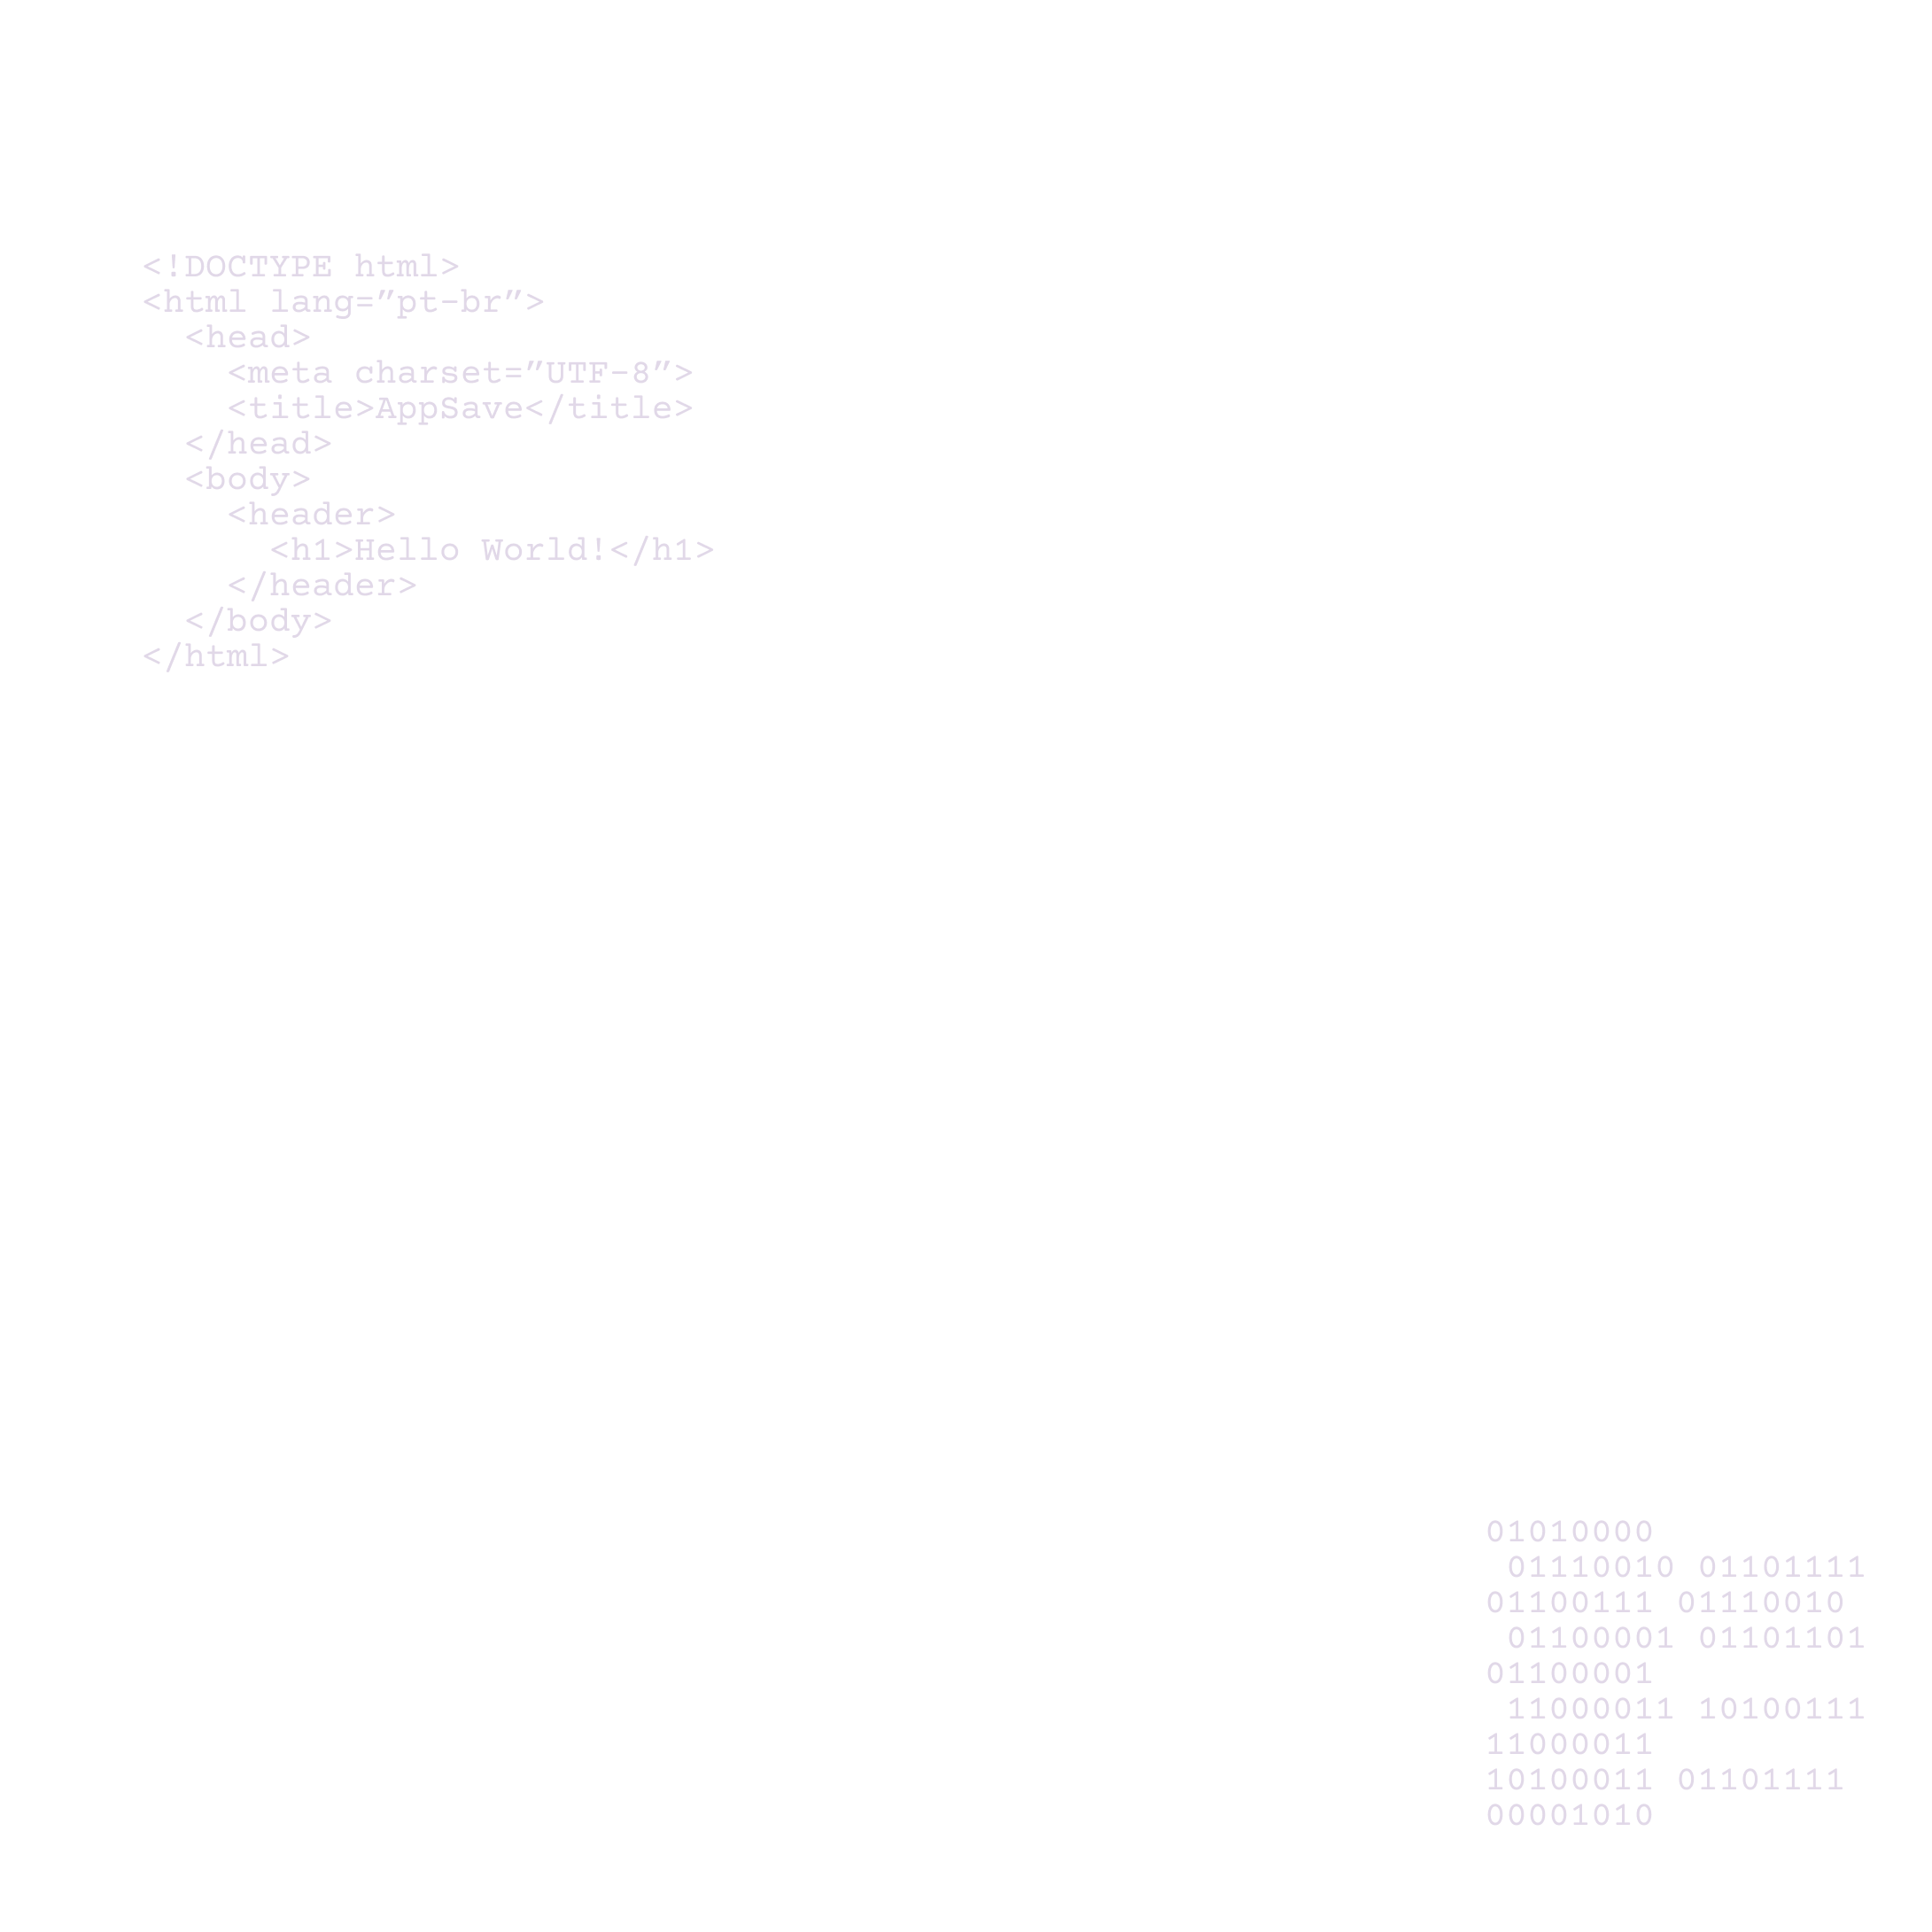 <!DOCTYPE html>
<html lang=”pt-br”>
  <head>
    <meta charset=”UTF-8”>
    <title>AppSave</title>
  </head>
  <body>
    <header>
      <h1>Hello World!</h1>
    </header>
  </body>
</html>
01010000
 01110010 01101111
01100111 01110010
 01100001 01101101
01100001
 11000011 10100111
11000011
10100011 01101111
00001010